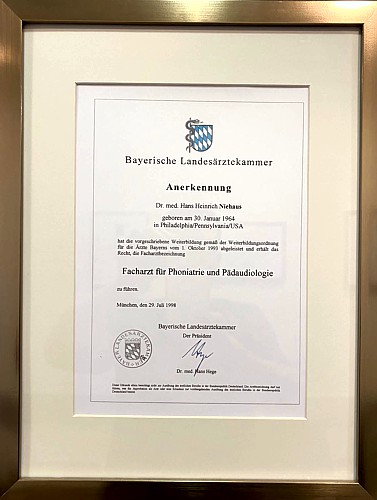 Bayerische Landesärztekammer
Anerkennung
Dr. med. Hans Heinrich Niehaus
geboren am 30. Januar 1964
in Philadelphia/Pennsylvania/USA
hat die vorgeschriebene Weiterbildung gemäß der Weiterbildungsordnung
für die Ärzte Bayerns vom 1. Oktober 1993 abgeleistet und erhält das
Recht, die Facharztbezeichnung
Facharzt für Phoniatrie und Pädaudiologie
zu führen.
München, den 29. Juli 1998
Bayerische Landesärztekammer
Der Präsident
Dr. med. Hans Hege